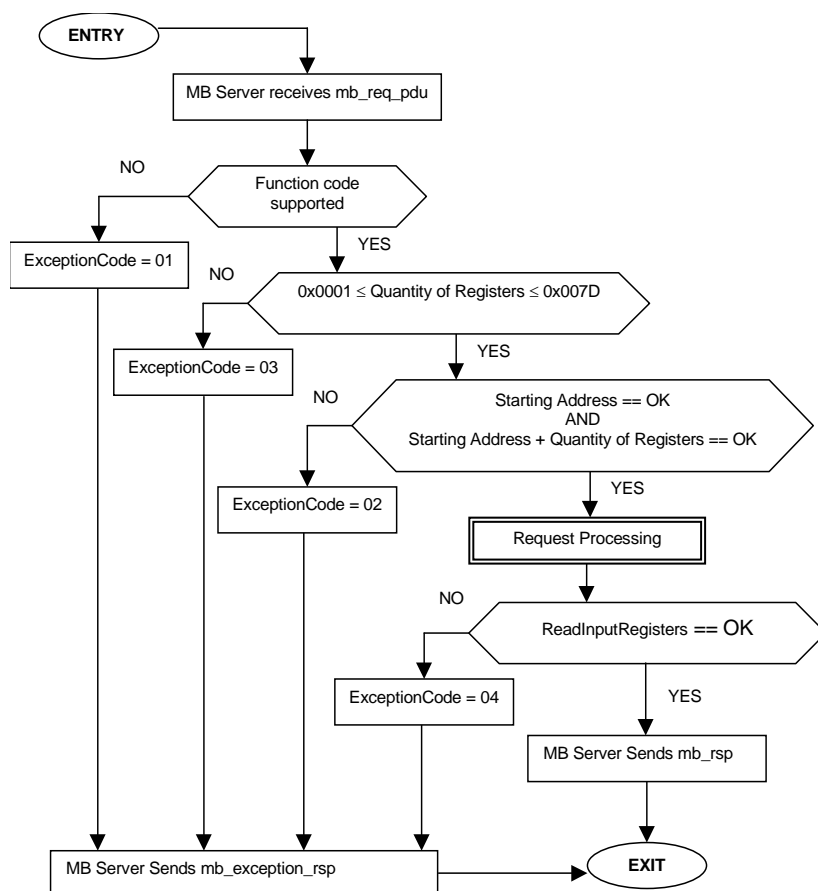 ENTRY
MB Server receives mb_req_pdu
NO
Function code
supported
YES
ExceptionCode = 01
NO
0x0001 ≤ Quantity of Registers ≤ 0x007D
YES
ExceptionCode = 03
NO
Starting Address == OK
AND
Starting Address + Quantity of Registers == OK
YES
ExceptionCode = 02
Request Processing
NO
ReadInputRegisters == OK
YES
ExceptionCode = 04
MB Server Sends mb_rsp
MB Server Sends mb_exception_rsp
EXIT